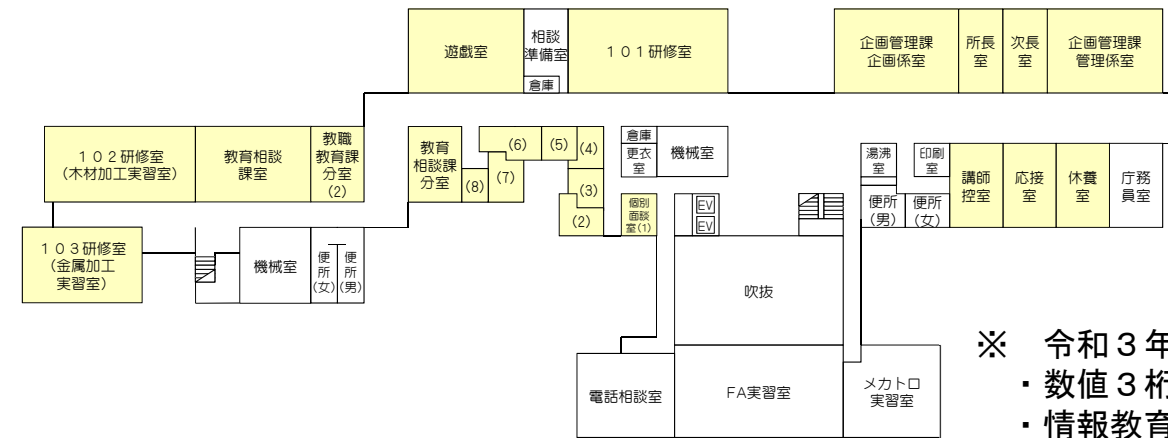 遊戯室
相談
準備室
倉庫
１０１研修室
企画管理課
企画係室
所長
室
次長
室
企画管理課
管理係室
１０２研修室
(木材加工実習室)
教育相談
課室
教職
教育課
分室
(2)
教育
相談課
分室
(8)
(7)
(6)
(5)
(4)
(3)
(2)
個別
面談
室(1)
倉庫
更衣
室
機械室
EV
EV
湯沸
室
印刷
室
便所
(男)
便所
(女)
講師
控室
応接
室
休養
室
庁務
員室
１０３研修室
(金属加工
実習室)
機械室
便
所
(女)
便
所
(男)
吹抜
電話相談室
FA実習室
メカトロ
実習室
※　令和３年
・数値３桁
・情報教育